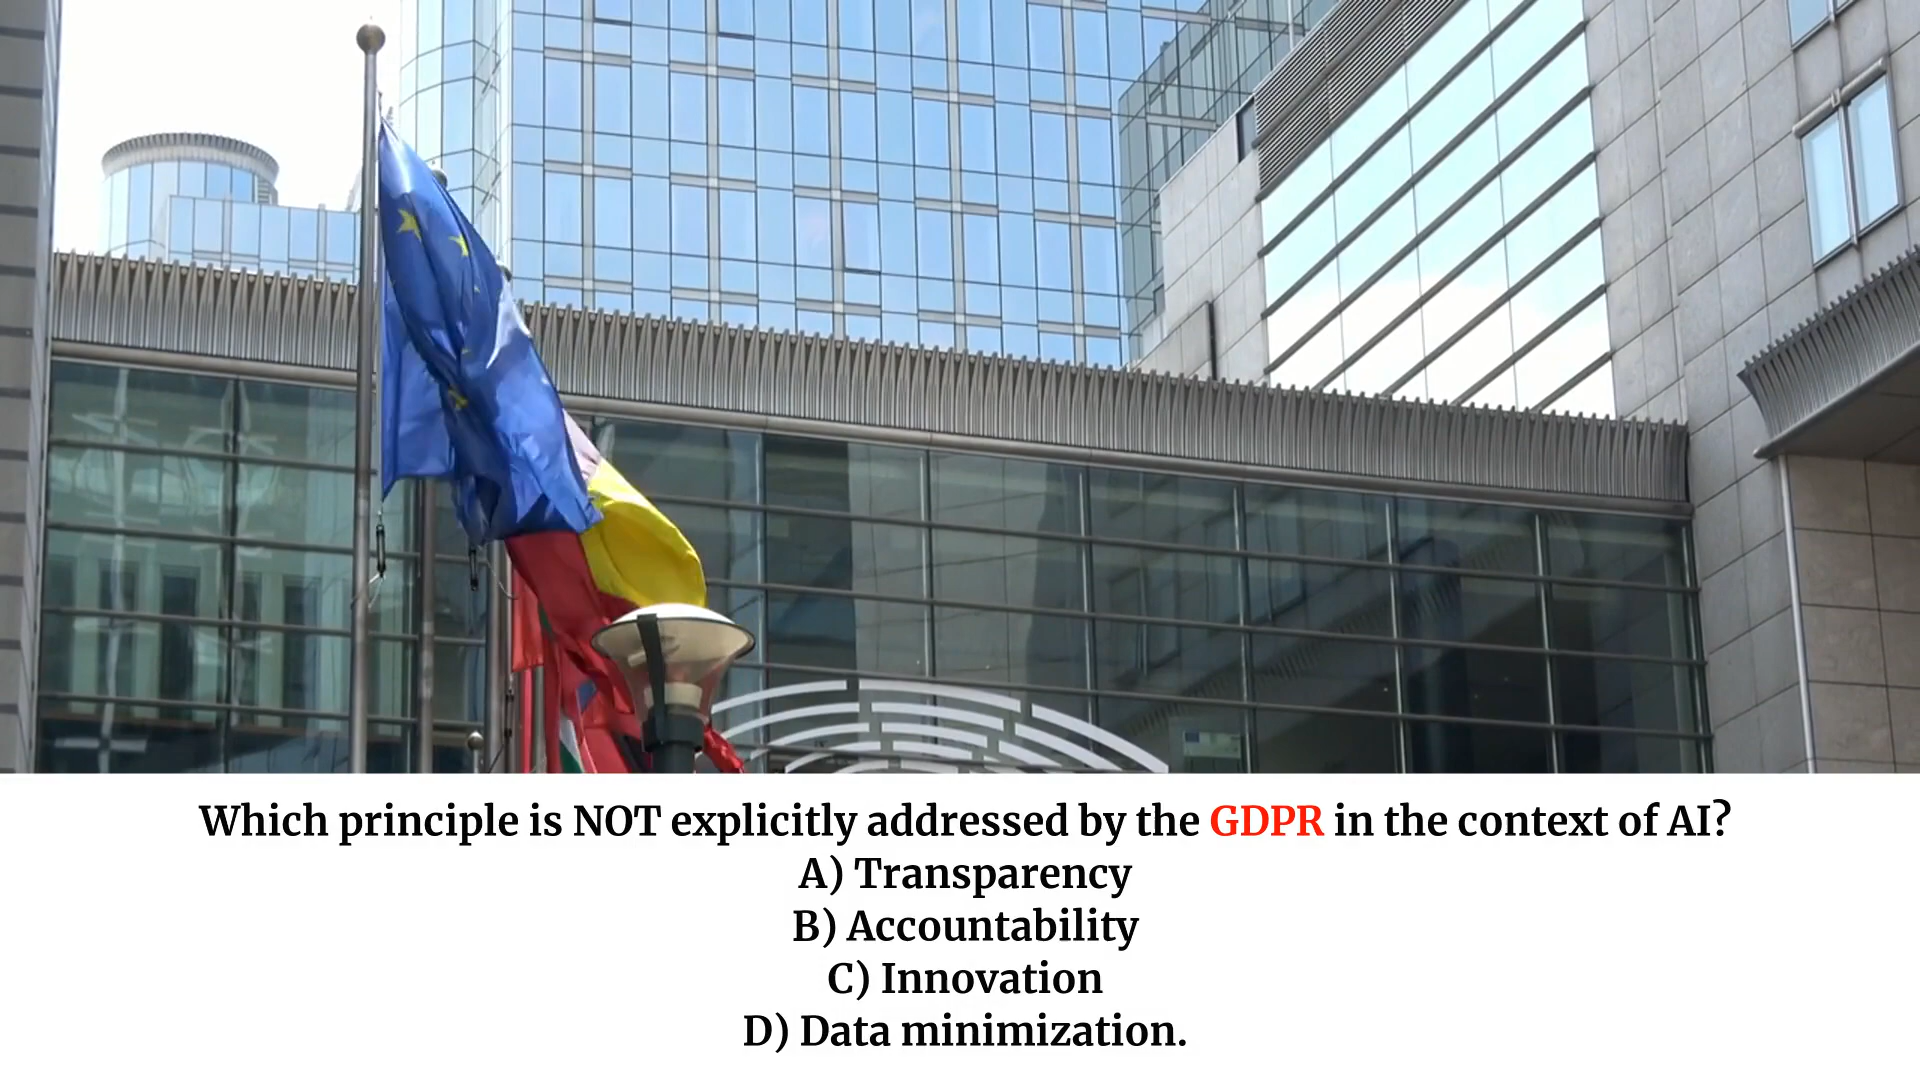 Which principle is NOT explicitly addressed by the GDPR in the context of AI?
A) Transparency
B) Accountability
C) Innovation
D) Data minimization.